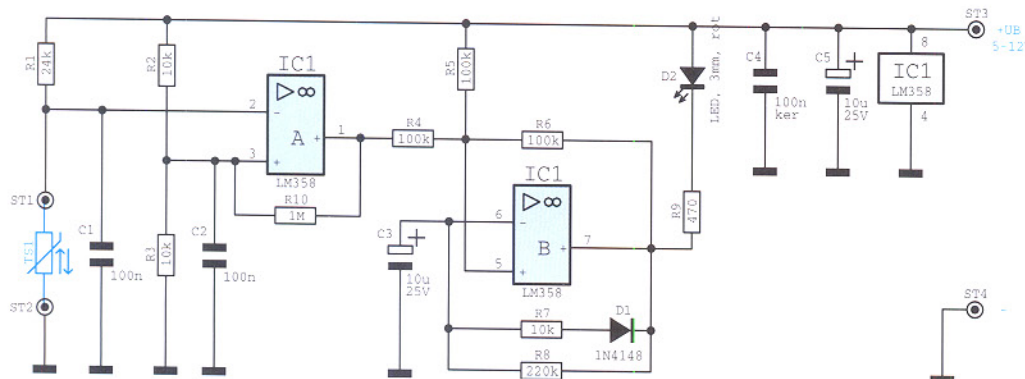 ST3
+UB
R1
24k
R2
10k
R5
100k
D2
LED, 3mm, rot
C4
100n
ker
C5
+
10u
25V
8
IC1
LM358
4
IC1
∞
2
-
A
+
1
3
+
LM358
R4
100k
R6
100k
R10
1M
IC1
∞
6
-
B
+
7
5
+
LM358
R9
470
ST1
TS1
ST2
C1
100n
R3
10k
C2
100n
C3
+
10u
25V
R7
10k
D1
1N4148
R8
220k
ST4
-